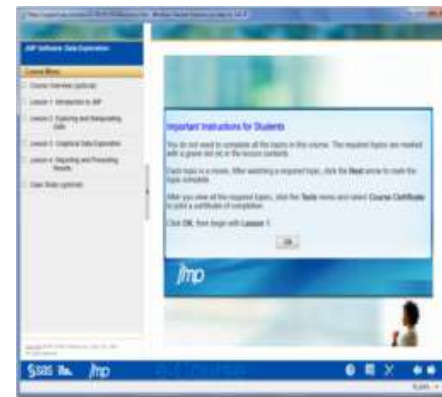 JMP Software: Data Exploration
Course Menu
Course Overview (optional)
Lesson 1: Introduction to JMP
Lesson 2: Exploring and Manipulating
Data
Lesson 3: Graphical Data Exploration
Lesson 4: Reporting and Presenting
Results
Case Study (optional)
Important Instructions for Students
You do not need to complete all the topics in this course. The required topics are marked
with a green dot in the lesson contents.
Each topic is a movie. After watching a required topic, click the Next arrow to mark the
topic complete.
After you view all the required topics, click the Tools menu and select Course Certificate
to print a certificate of completion.
Click OK, then begin with Lesson 1.
OK
jmp
sas
jmp